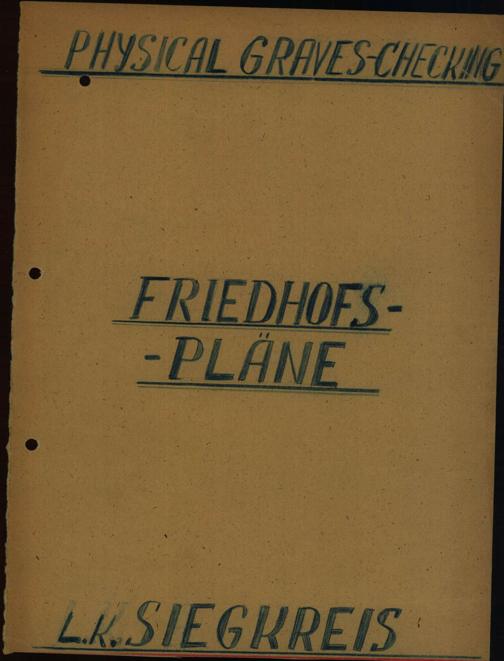 PHYSICAL GRAVES-CHECKING
FRIEDHOFS-
-PLÄNE
L.K. SIEGKREIS